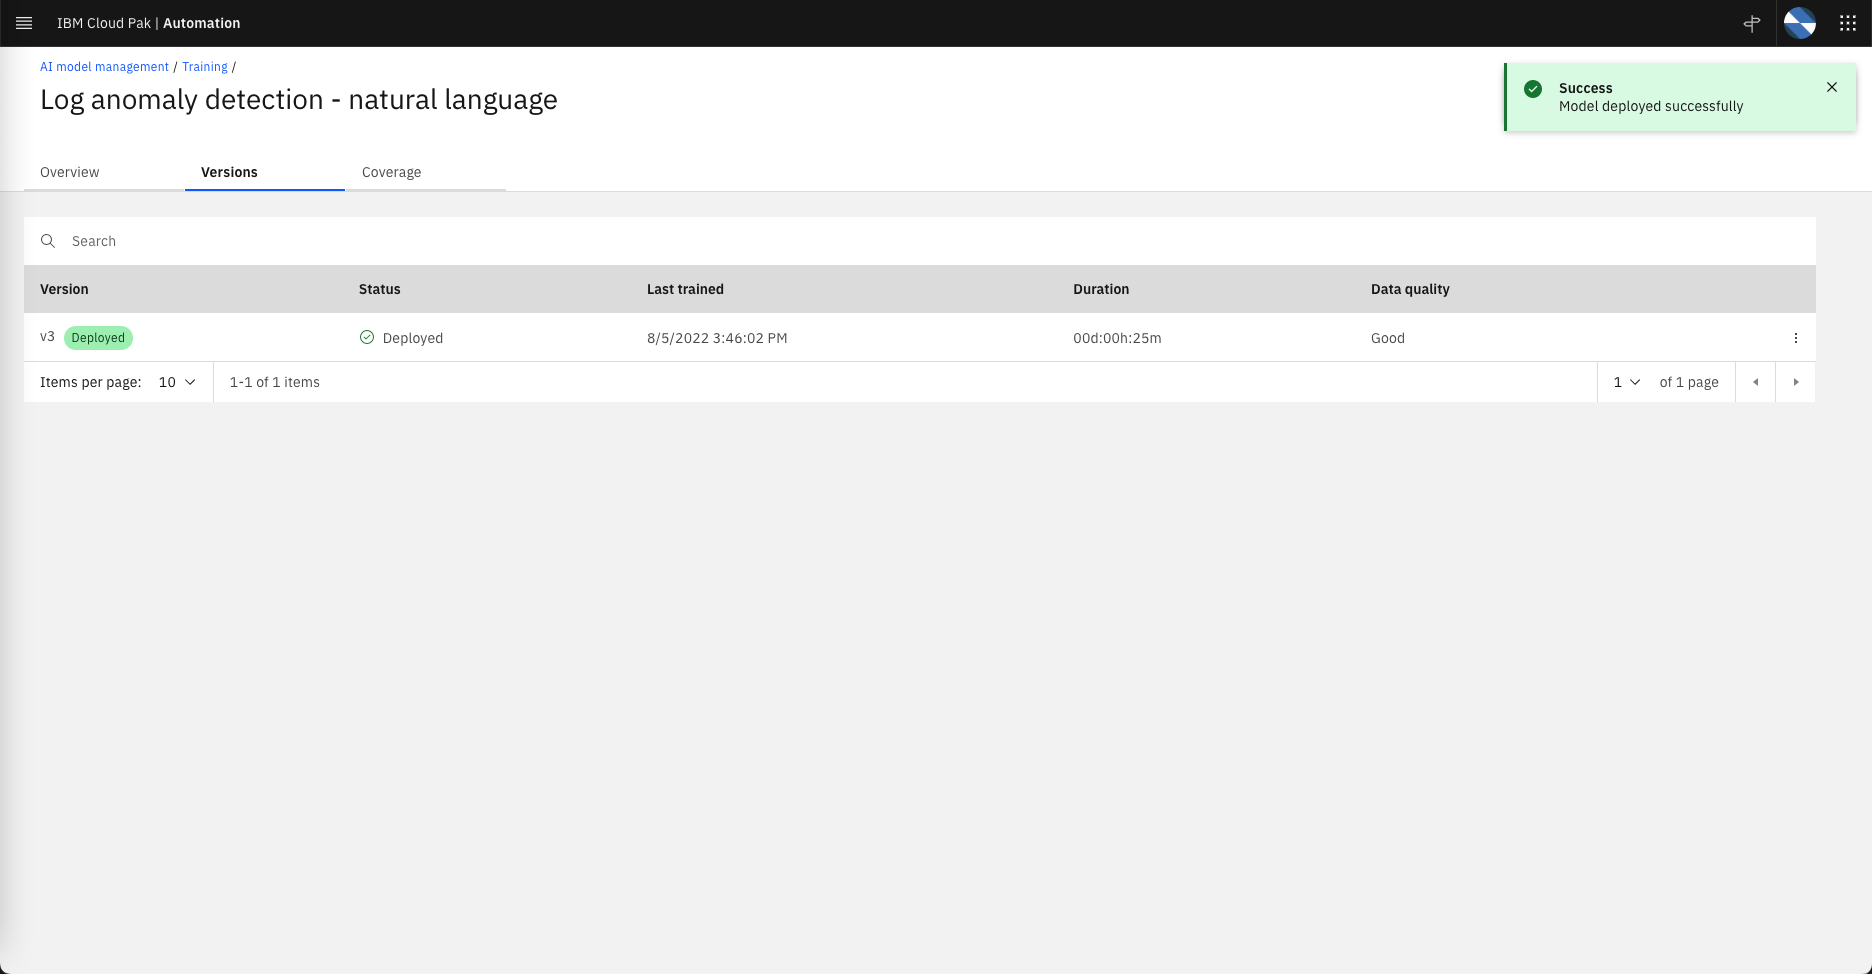 IBM Cloud Pak | Automation
AI model management / Training /
Log anomaly detection - natural language
Success
Model deployed successfully
Overview Versions Coverage
Search
Version Status Last trained Duration Data quality
v3 Deployed Deployed 8/5/2022 3:46:02 PM 00d:00h:25m Good
Items per page: 10 1-1 of 1 items 1 of 1 page